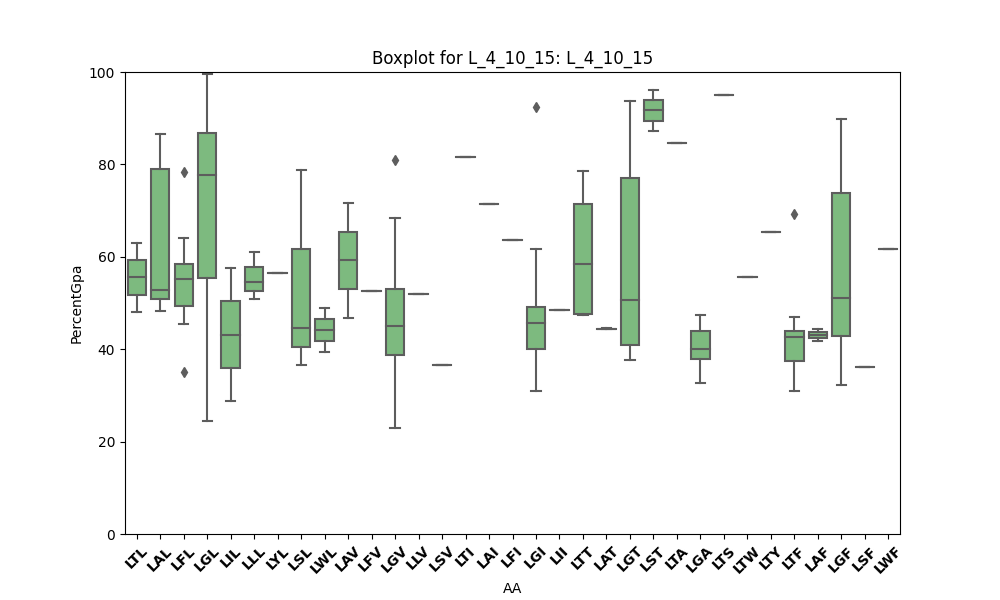 Boxplot for L_4_10_15: L_4_10_15
100
80
60
40
20
0
PercentGpa
LTL LAL LFL LGL LIL LLL LYL LSL LWL LAV LFV LGV LLV LSV LTI LAI LFI LGI LII LTT LAT LGT LST LTA LGA LTS LTW LTY LTF LAF LGF LSF LWF
AA